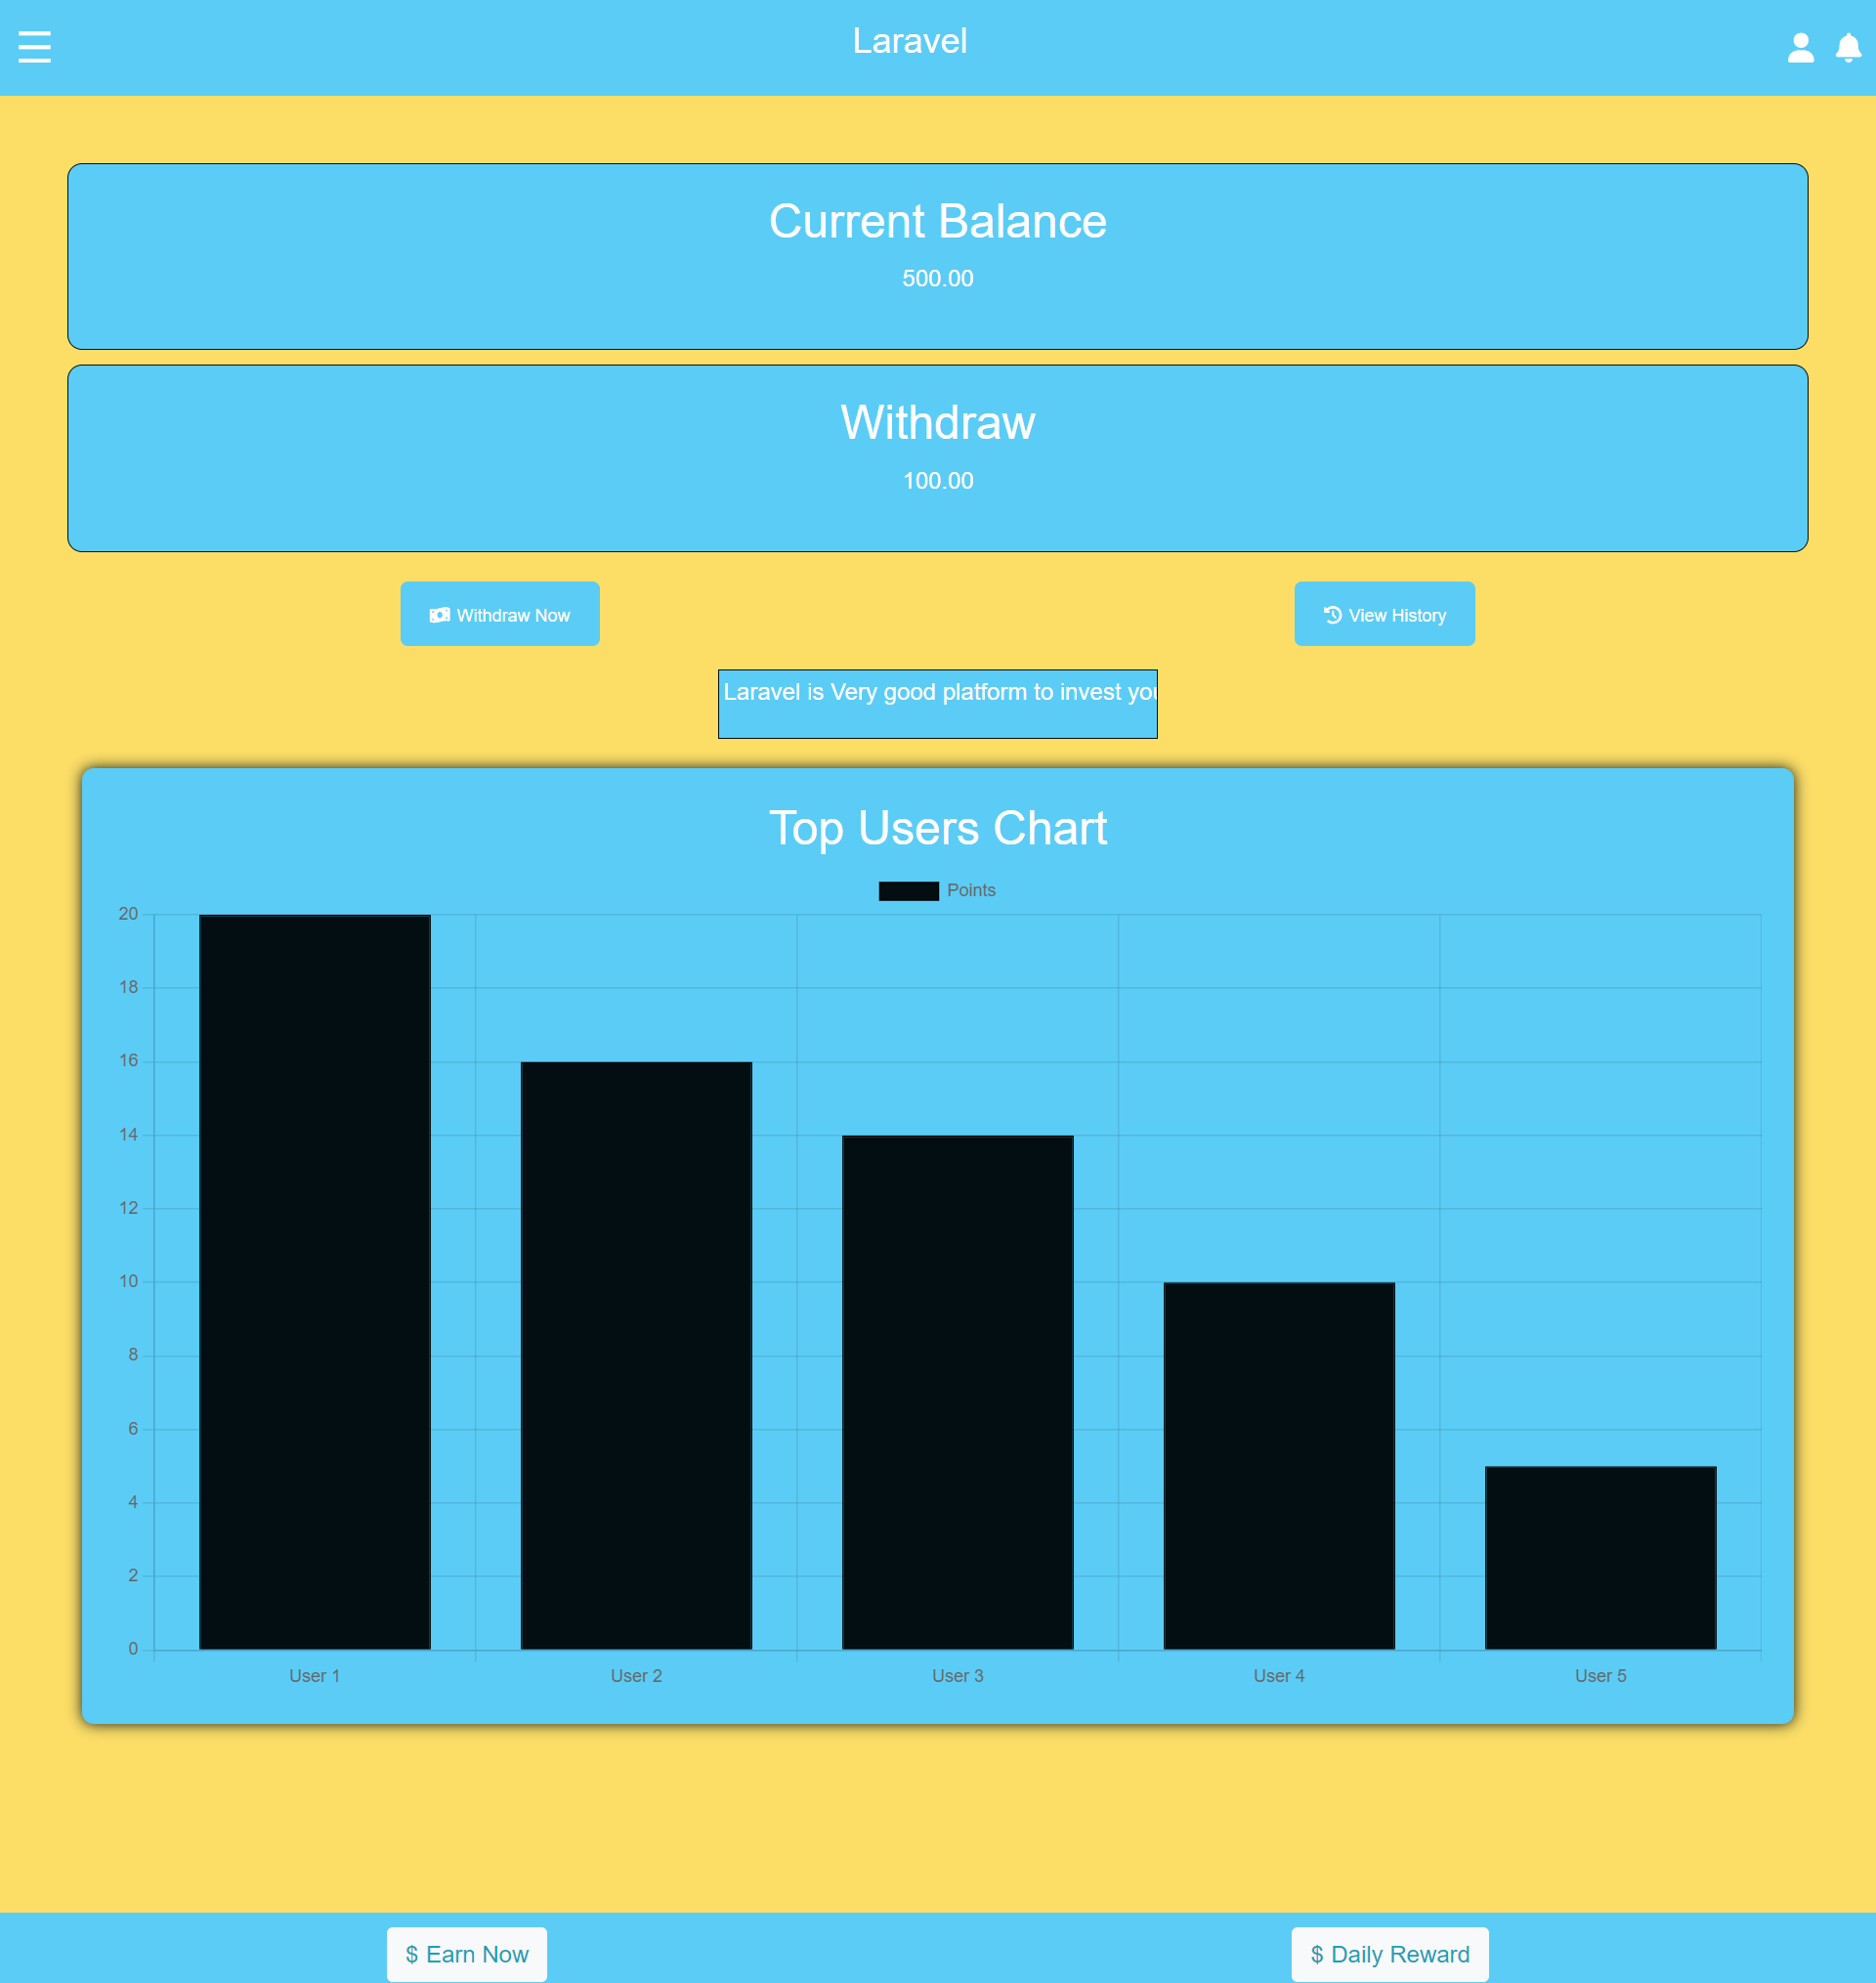 Laravel
Current Balance
500.00
Withdraw
100.00
Withdraw Now
View History
Laravel is Very good platform to invest you
Top Users Chart
Points
20
18
16
14
12
10
8
6
4
2
0
User 1 User 2 User 3 User 4 User 5
$ Earn Now
$ Daily Reward